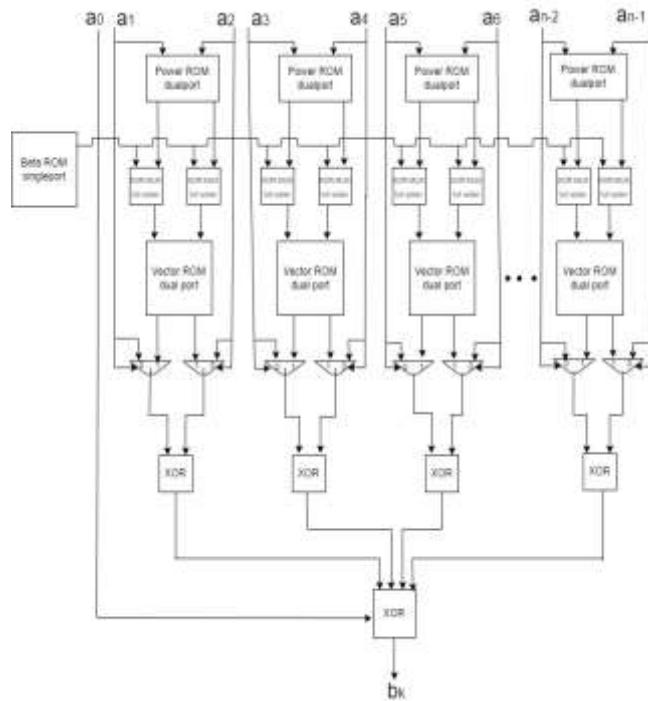 a0 a1 a2 a3 a4 a5 a6 an-2 an-1
Power ROM dualport
Power ROM dualport
Power ROM dualport
Power ROM dualport
Beta ROM singleport
Vector ROM dual port
Vector ROM dual port
Vector ROM dual port
Vector ROM dual port
XOR
XOR
XOR
XOR
XOR
bk